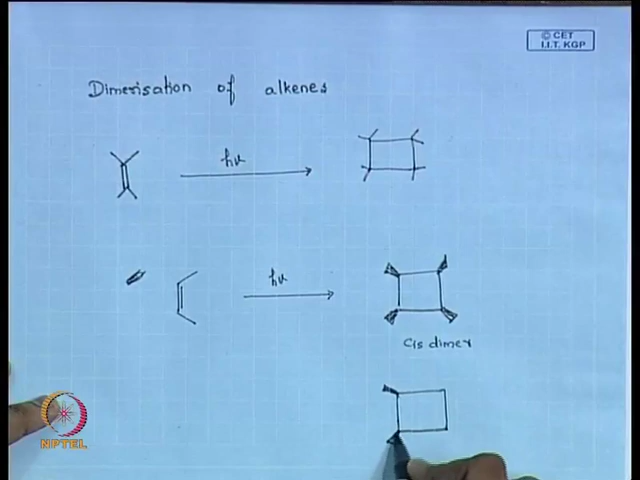 © CET
I.I.T. KGP
Dimerisation of alkenes
hν
hν
Cis dimer
NPTEL